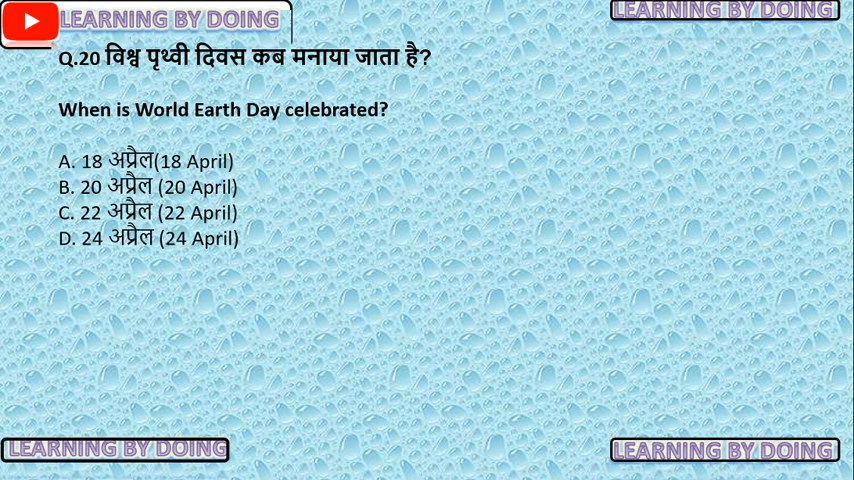 LEARNING BY DOING
LEARNING BY DOING
Q.20 विश्व पृथ्वी दिवस कब मनाया जाता है?
When is World Earth Day celebrated?
A. 18 अप्रैल(18 April)
B. 20 अप्रैल (20 April)
C. 22 अप्रैल (22 April)
D. 24 अप्रैल (24 April)
LEARNING BY DOING
LEARNING BY DOING